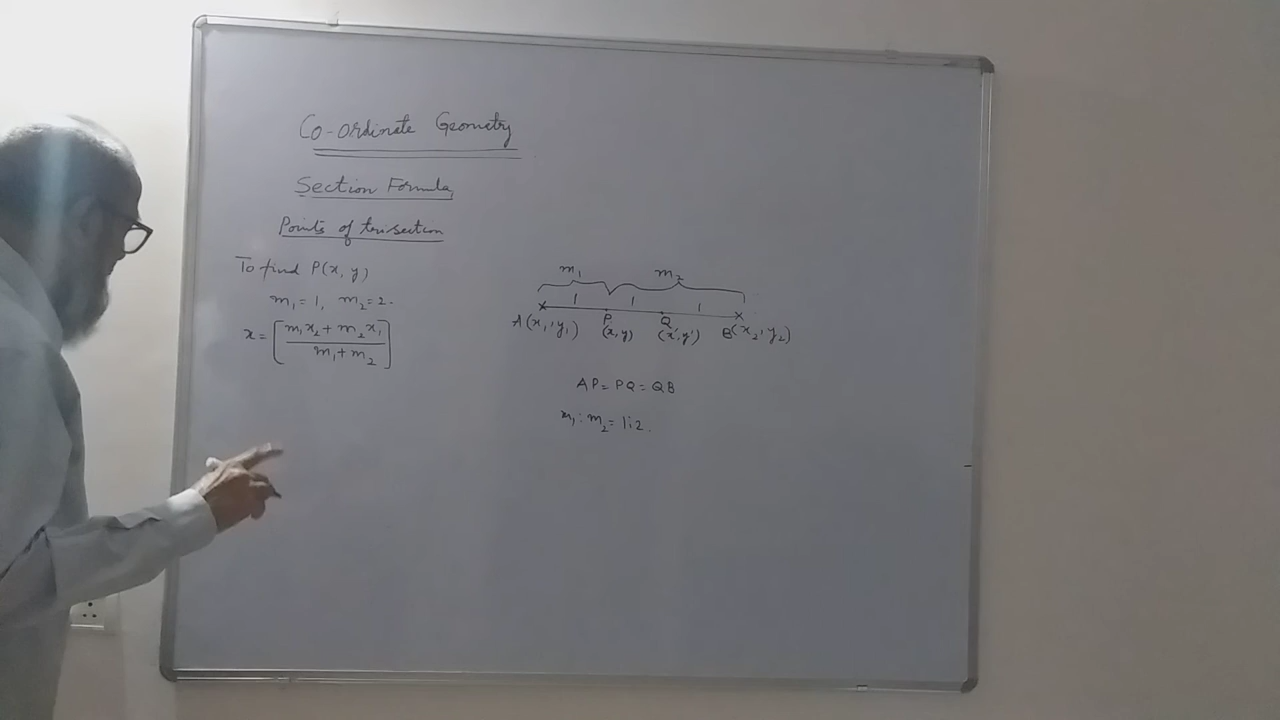 Co-ordinate Geometry
Section Formula,
Points of trisection
To find P(x, y)
m₁ = 1, m₂ = 2.
x = [(m₁x₂ + m₂x₁) / (m₁ + m₂)]
m₁ m₂
1 1 1
A(x₁, y₁) P(x, y) Q(x', y') B(x₂, y₂)
AP = PQ = QB
m₁ : m₂ = 1:2.